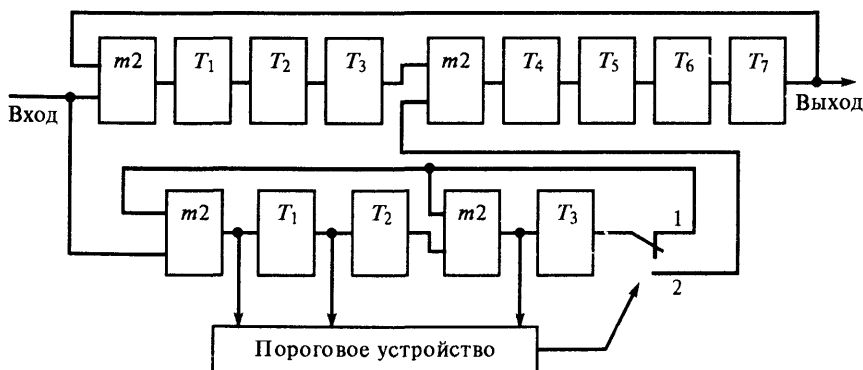 m2 T₁ T₂ T₃ m2 T₄ T₅ T₆ T₇
Вход Выход
m2 T₁ T₂ m2 T₃ 1
2
Пороговое устройство